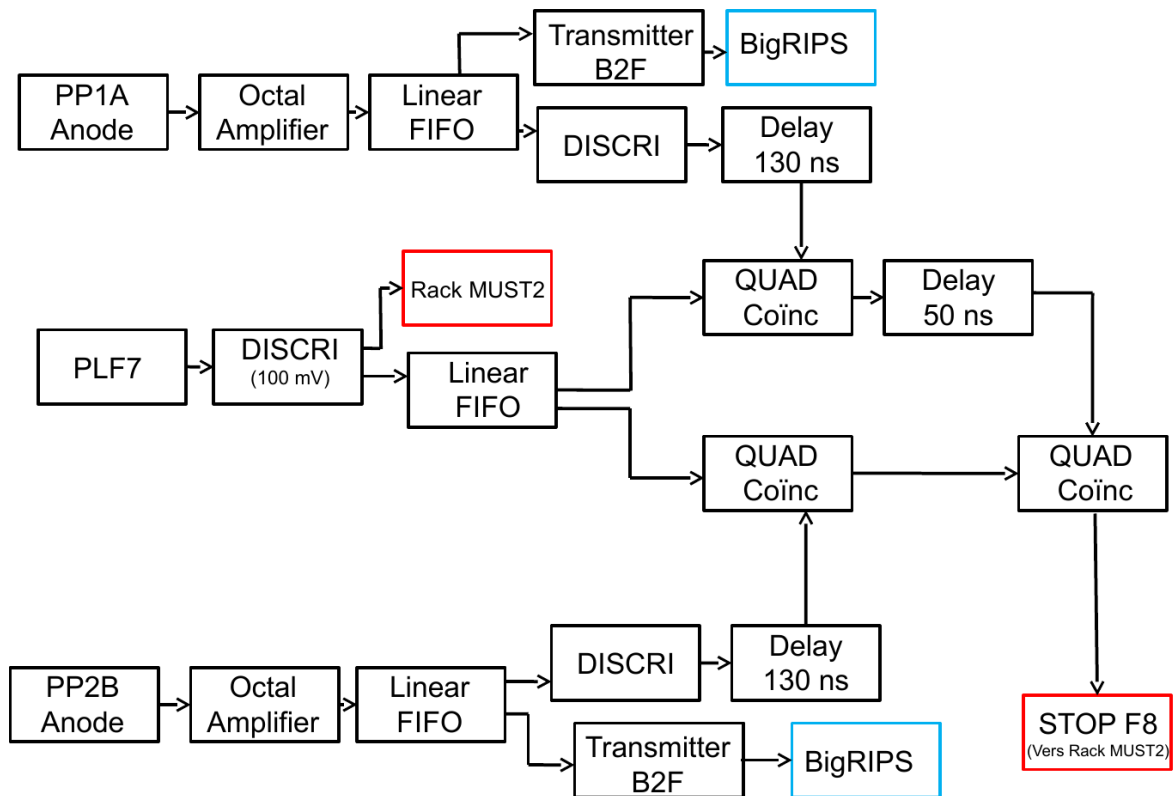 PP1A
Anode
Octal
Amplifier
Linear
FIFO
Transmitter
B2F
BigRIPS
DISCRI
Delay
130 ns
PLF7
DISCRI
(100 mV)
Rack MUST2
Linear
FIFO
QUAD
Coïnc
Delay
50 ns
QUAD
Coïnc
QUAD
Coïnc
PP2B
Anode
Octal
Amplifier
Linear
FIFO
DISCRI
Delay
130 ns
Transmitter
B2F
BigRIPS
STOP F8
(Vers Rack MUST2)